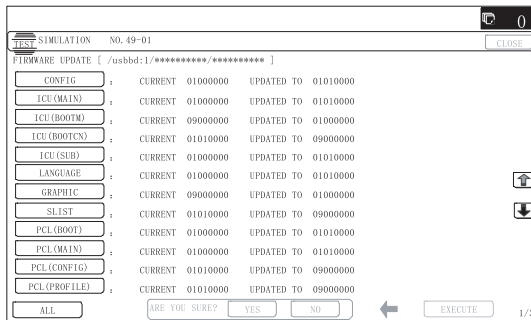 0
TEST SIMULATION NO.49-01
CLOSE
FIRMWARE UPDATE [ /usbbd:1/**********/********** ]
CONFIG : CURRENT 01000000 UPDATED TO 01010000
ICU(MAIN) : CURRENT 01000000 UPDATED TO 01010000
ICU(BOOTM) : CURRENT 09000000 UPDATED TO 01000000
ICU(BOOTCN) : CURRENT 01010000 UPDATED TO 09000000
ICU(SUB) : CURRENT 01000000 UPDATED TO 01010000
LANGUAGE : CURRENT 01000000 UPDATED TO 01010000
GRAPHIC : CURRENT 09000000 UPDATED TO 01000000
SLIST : CURRENT 01010000 UPDATED TO 09000000
PCL(BOOT) : CURRENT 01000000 UPDATED TO 01010000
PCL(MAIN) : CURRENT 01000000 UPDATED TO 01010000
PCL(CONFIG) : CURRENT 01010000 UPDATED TO 09000000
PCL(PROFILE) : CURRENT 01010000 UPDATED TO 09000000
ALL ARE YOU SURE? YES NO EXECUTE